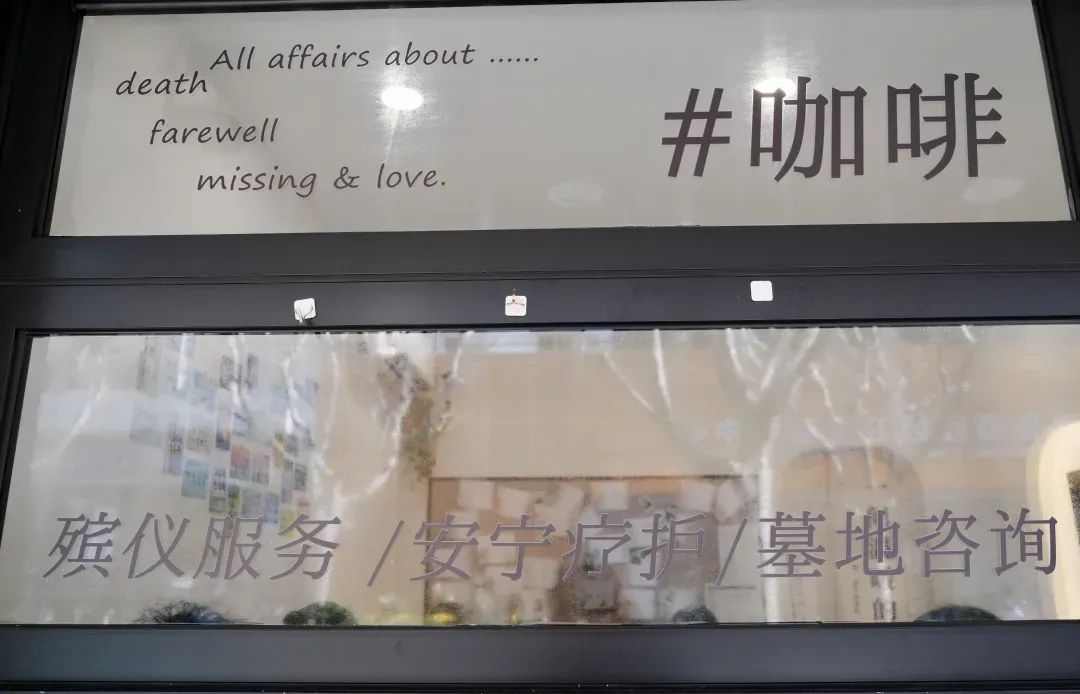 All affairs about ......
death
farewell
missing & love.
#咖啡
殡仪服务 /安宁疗护/墓地咨询